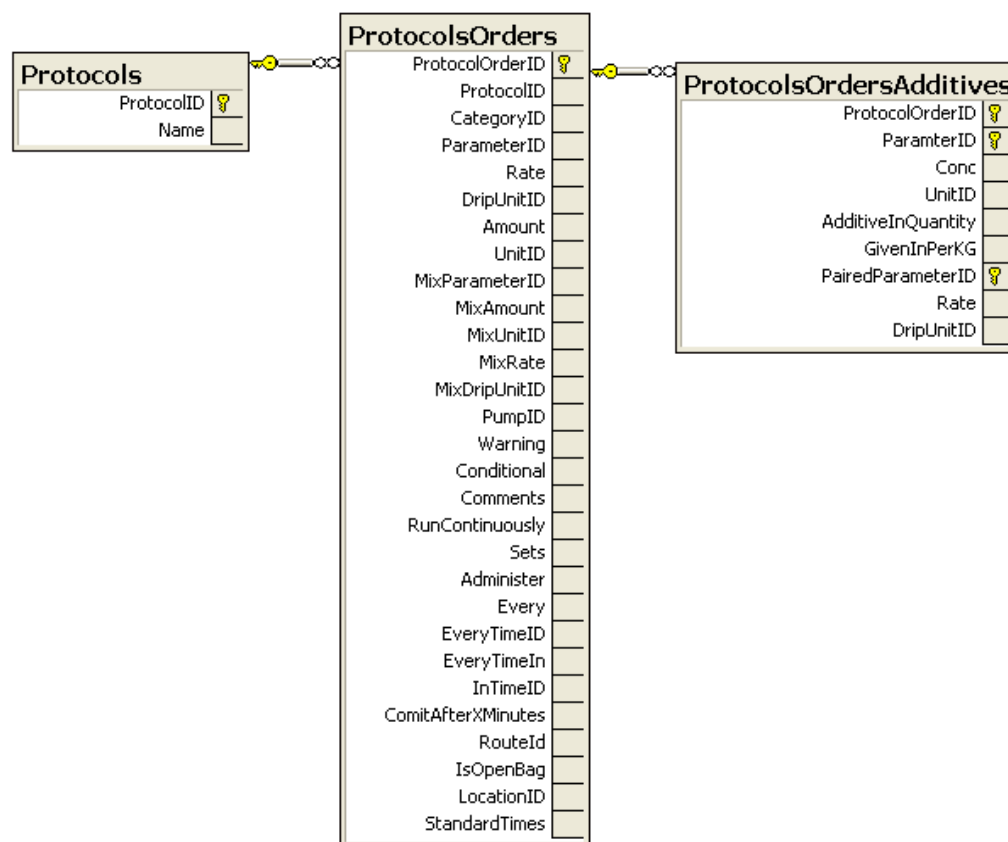 Protocols
ProtocolID
Name
ProtocolsOrders
ProtocolOrderID
ProtocolID
CategoryID
ParameterID
Rate
DripUnitID
Amount
UnitID
MixParameterID
MixAmount
MixUnitID
MixRate
MixDripUnitID
PumpID
Warning
Conditional
Comments
RunContinuously
Sets
Administer
Every
EveryTimeID
EveryTimeIn
InTimeID
ComitAfterXMinutes
RouteId
IsOpenBag
LocationID
StandardTimes
ProtocolsOrdersAdditives
ProtocolOrderID
ParamterID
Conc
UnitID
AdditiveInQuantity
GivenInPerKG
PairedParameterID
Rate
DripUnitID